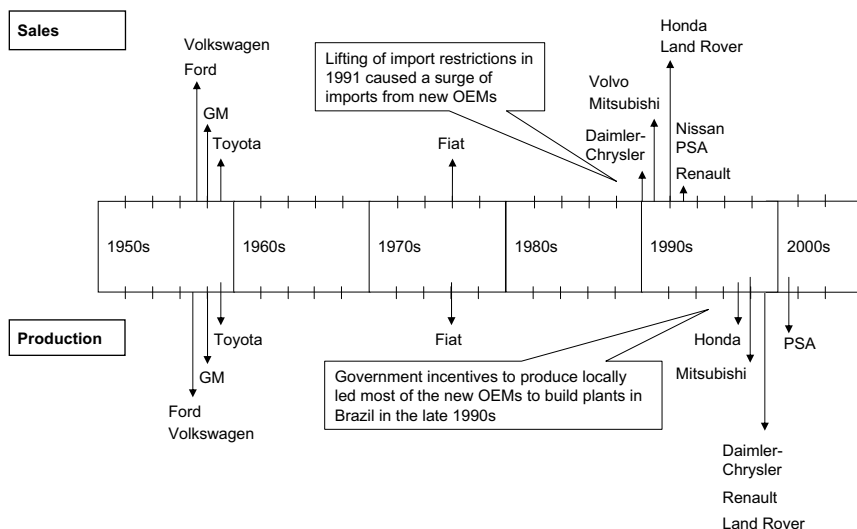 Sales
Volkswagen
Ford
GM
Toyota
Fiat
Lifting of import restrictions in
1991 caused a surge of
imports from new OEMs
Honda
Land Rover
Volvo
Mitsubishi
Daimler-
Chrysler
Nissan
PSA
Renault
1950s
1960s
1970s
1980s
1990s
2000s
Production
Toyota
GM
Ford
Volkswagen
Fiat
Government incentives to produce locally
led most of the new OEMs to build plants in
Brazil in the late 1990s
Honda
Mitsubishi
PSA
Daimler-
Chrysler
Renault
Land Rover